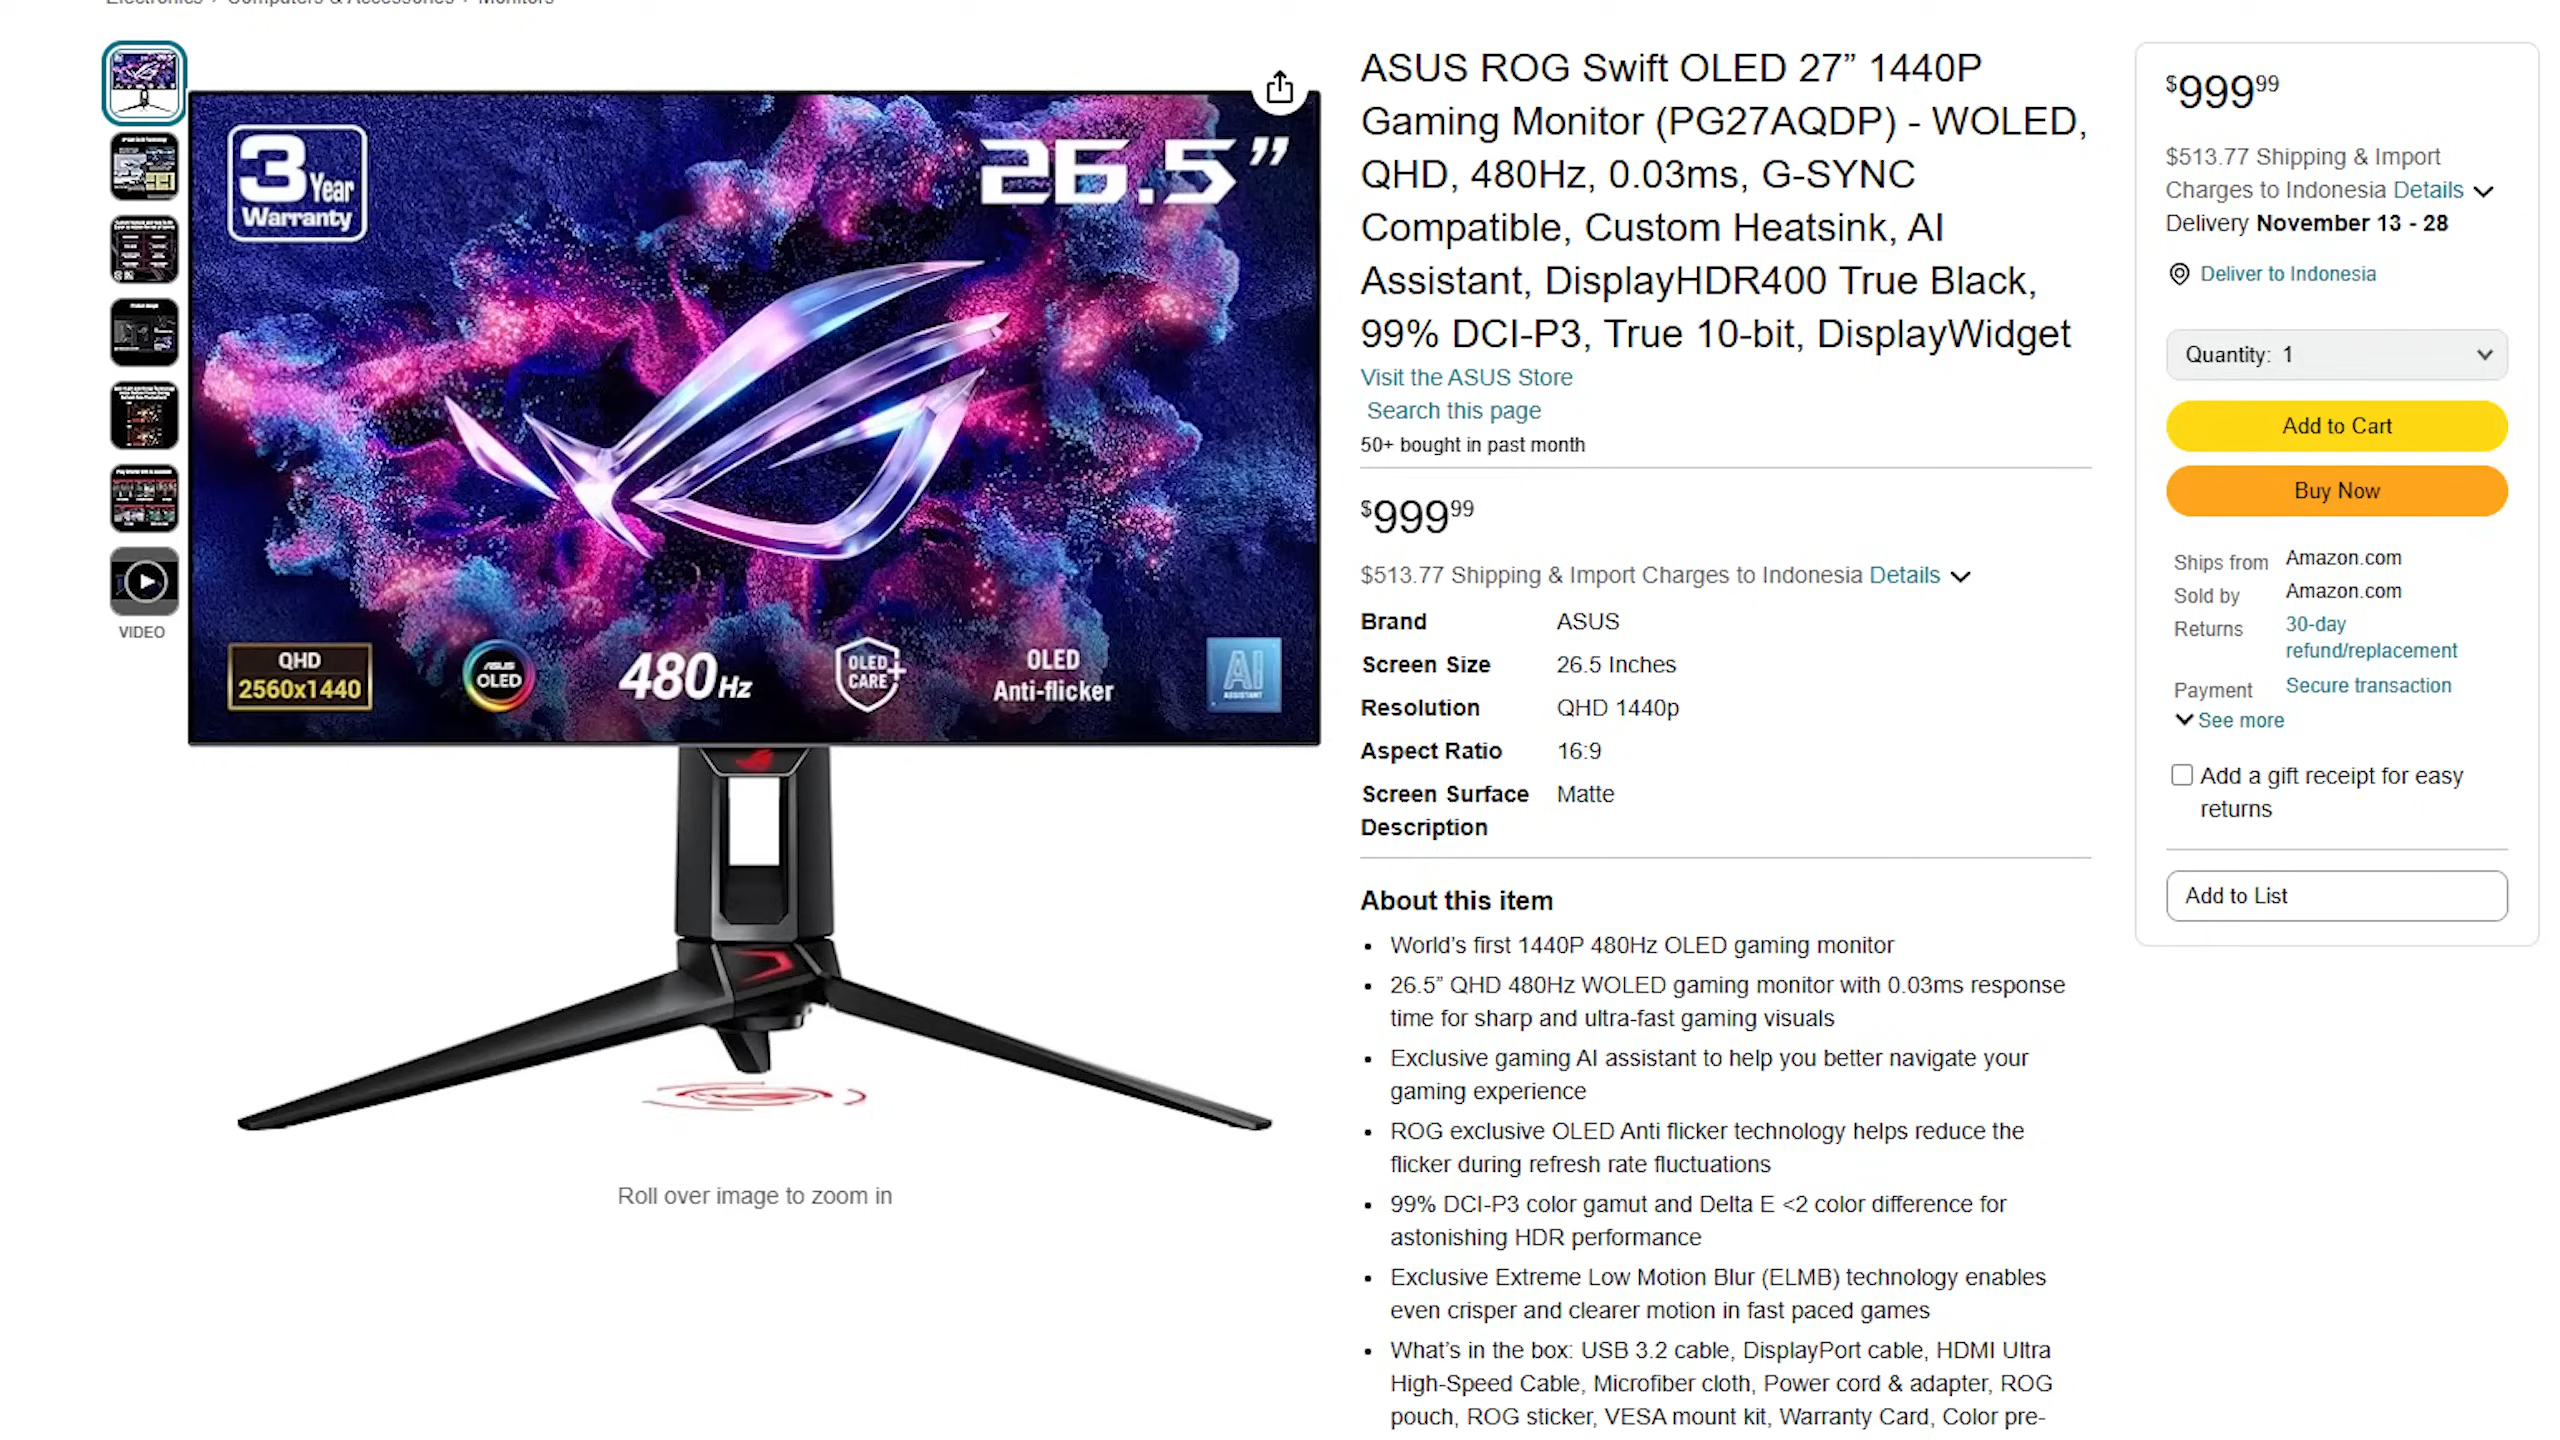 Electronics › Computers & Accessories › Monitors
3 Year
Warranty
26.5”
QHD
2560x1440
ASUS
OLED
480Hz
OLED
CARE+
OLED
Anti-flicker
AI
ASSISTANT
VIDEO
Roll over image to zoom in
ASUS ROG Swift OLED 27” 1440P
Gaming Monitor (PG27AQDP) - WOLED,
QHD, 480Hz, 0.03ms, G-SYNC
Compatible, Custom Heatsink, AI
Assistant, DisplayHDR400 True Black,
99% DCI-P3, True 10-bit, DisplayWidget
Visit the ASUS Store
Search this page
50+ bought in past month
$999.99
$513.77 Shipping & Import Charges to Indonesia Details
Brand ASUS
Screen Size 26.5 Inches
Resolution QHD 1440p
Aspect Ratio 16:9
Screen Surface Matte
Description
About this item
• World’s first 1440P 480Hz OLED gaming monitor
• 26.5” QHD 480Hz WOLED gaming monitor with 0.03ms response
time for sharp and ultra-fast gaming visuals
• Exclusive gaming AI assistant to help you better navigate your
gaming experience
• ROG exclusive OLED Anti flicker technology helps reduce the
flicker during refresh rate fluctuations
• 99% DCI-P3 color gamut and Delta E <2 color difference for
astonishing HDR performance
• Exclusive Extreme Low Motion Blur (ELMB) technology enables
even crisper and clearer motion in fast paced games
• What’s in the box: USB 3.2 cable, DisplayPort cable, HDMI Ultra
High-Speed Cable, Microfiber cloth, Power cord & adapter, ROG
pouch, ROG sticker, VESA mount kit, Warranty Card, Color pre-
$999 99
$513.77 Shipping & Import
Charges to Indonesia Details
Delivery November 13 - 28
Deliver to Indonesia
Quantity: 1
Add to Cart
Buy Now
Ships from Amazon.com
Sold by Amazon.com
Returns 30-day
refund/replacement
Payment Secure transaction
See more
Add a gift receipt for easy
returns
Add to List